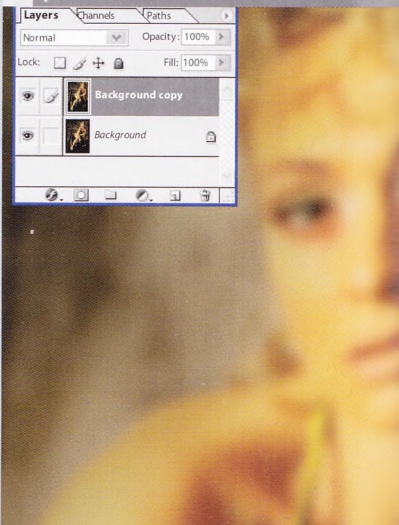 Layers Channels Paths
Normal Opacity: 100%
Lock: Fill: 100%
Background copy
Background